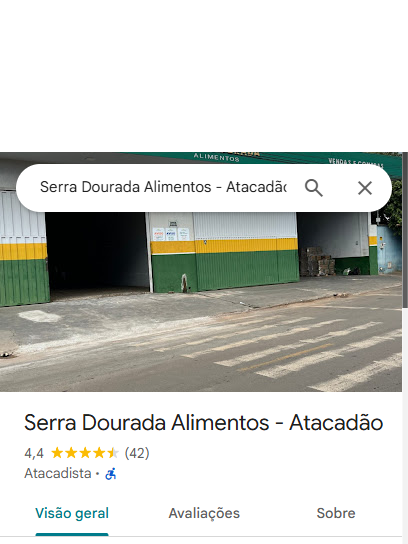 ALIMENTOS
VENDAS E COMPRAS
Serra Dourada Alimentos - Atacadão
Serra Dourada Alimentos - Atacadão
4,4 (42)
Atacadista ·
Visão geral Avaliações Sobre